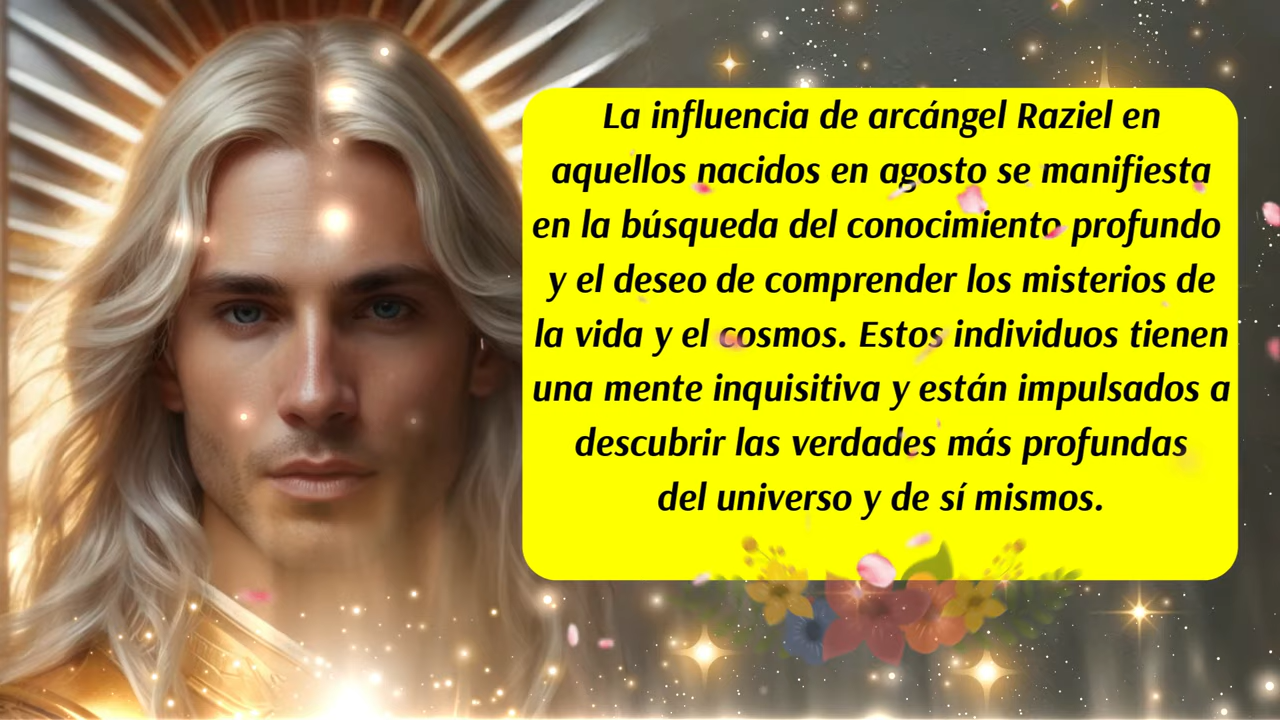 La influencia de arcángel Raziel en
aquellos nacidos en agosto se manifiesta
en la búsqueda del conocimiento profundo
y el deseo de comprender los misterios de
la vida y el cosmos. Estos individuos tienen
una mente inquisitiva y están impulsados a
descubrir las verdades más profundas
del universo y de sí mismos.